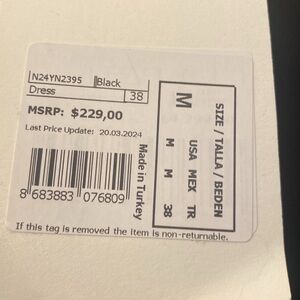 N24YN2395 Black
Dress 38
MSRP: $229,00
Last Price Update: 20.03.2024
8 683883 076809
Made in Turkey
SIZE / TALLA / BEDEN
USA MEX TR
M M 38
M
If this tag is removed the item is non-returnable.